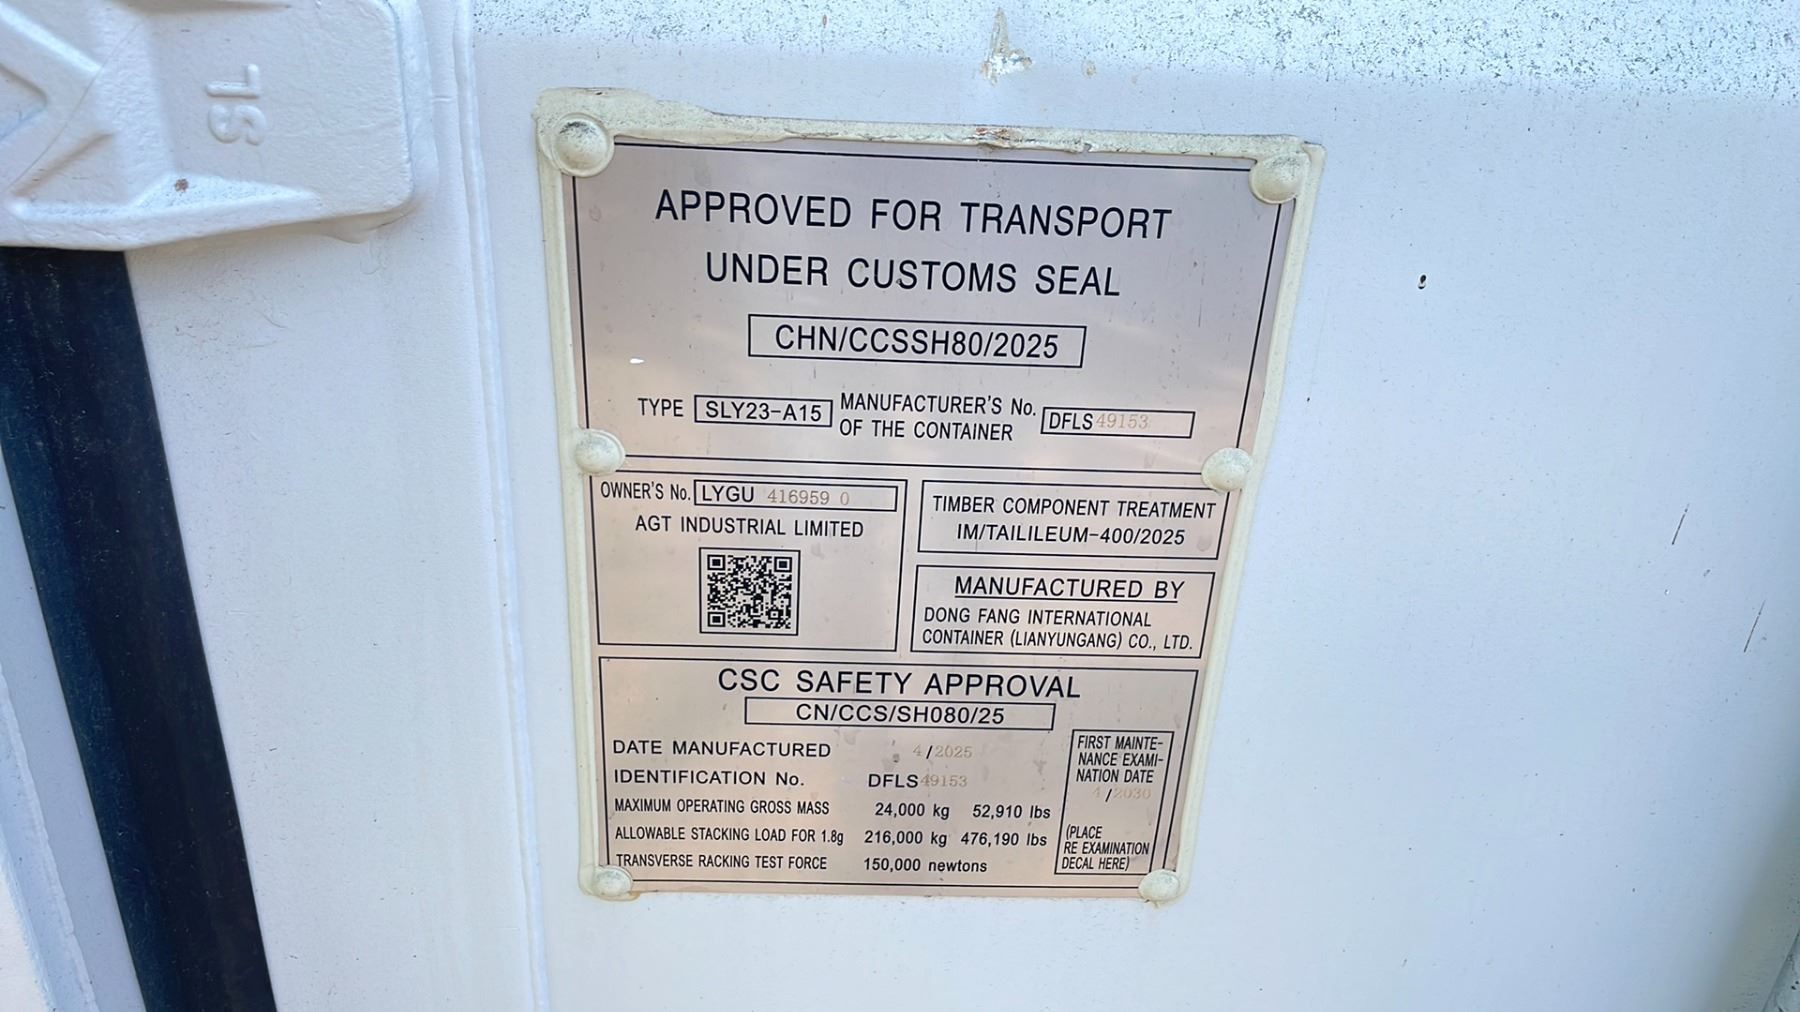 SL
APPROVED FOR TRANSPORT
UNDER CUSTOMS SEAL
CHN/CCSSH80/2025
TYPE SLY23-A15 MANUFACTURER'S No. OF THE CONTAINER DFLS 49153
OWNER'S No. LYGU 416959 0
AGT INDUSTRIAL LIMITED
TIMBER COMPONENT TREATMENT
IM/TAILILEUM-400/2025
MANUFACTURED BY
DONG FANG INTERNATIONAL
CONTAINER (LIANYUNGANG) CO., LTD.
CSC SAFETY APPROVAL
CN/CCS/SH080/25
DATE MANUFACTURED 4/2025
IDENTIFICATION No. DFLS 49153
MAXIMUM OPERATING GROSS MASS 24,000 kg 52,910 lbs
ALLOWABLE STACKING LOAD FOR 1.8g 216,000 kg 476,190 lbs
TRANSVERSE RACKING TEST FORCE 150,000 newtons
FIRST MAINTE-
NANCE EXAMI-
NATION DATE
4/2030
(PLACE
RE EXAMINATION
DECAL HERE)